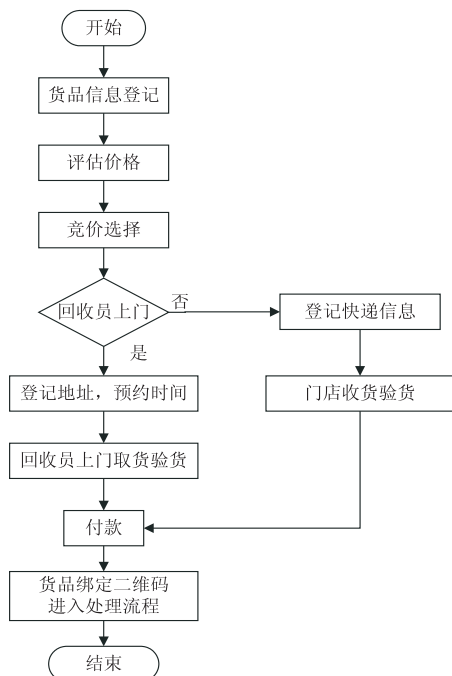 开始
货品信息登记
评估价格
竞价选择
回收员上门
否
登记快递信息
是
登记地址，预约时间
门店收货验货
回收员上门取货验货
付款
货品绑定二维码
进入处理流程
结束